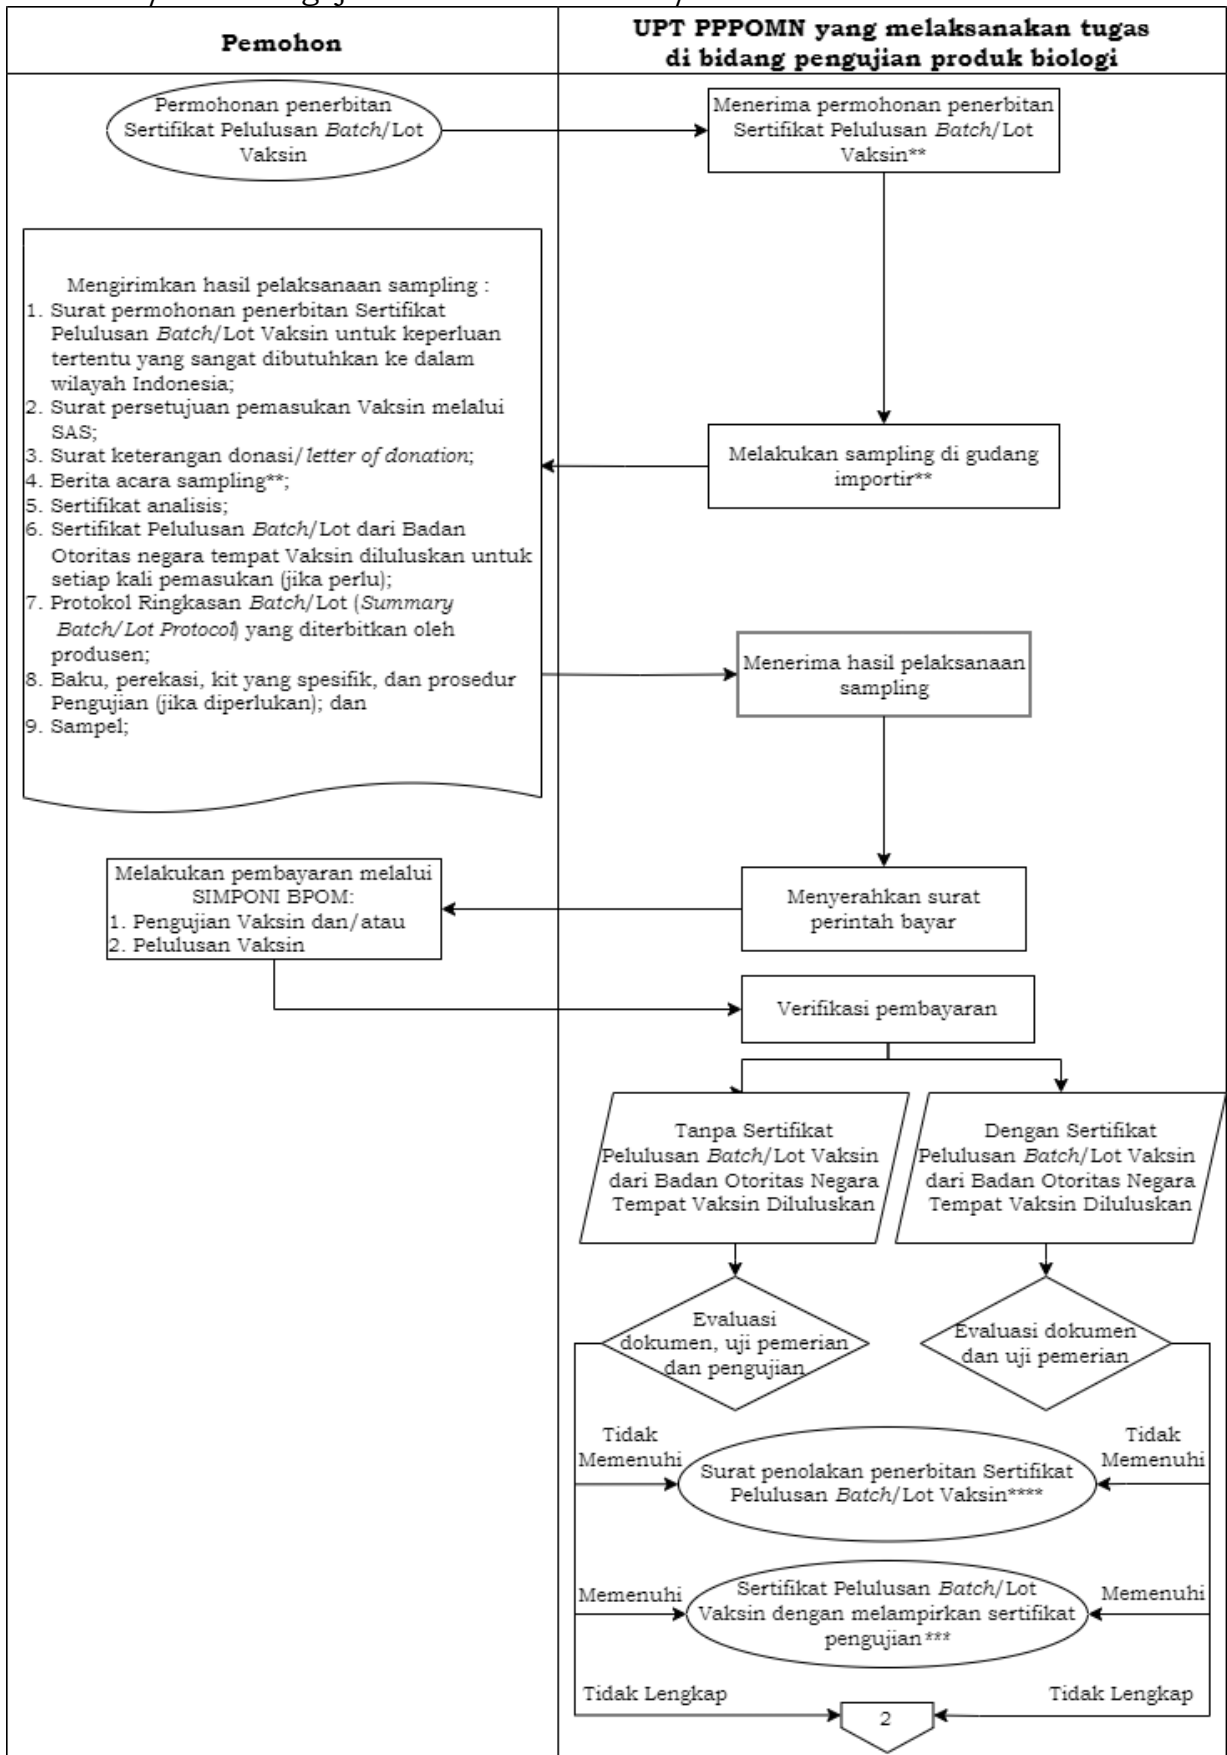 Pemohon
UPT PPPOMN yang melaksanakan tugas
di bidang pengujian produk biologi
Permohonan penerbitan
Sertifikat Pelulusan Batch/Lot
Vaksin
Menerima permohonan penerbitan
Sertifikat Pelulusan Batch/Lot
Vaksin**
Melakukan sampling di gudang
importir**
Mengirimkan hasil pelaksanaan sampling :
1. Surat permohonan penerbitan Sertifikat
Pelulusan Batch/Lot Vaksin untuk keperluan
tertentu yang sangat dibutuhkan ke dalam
wilayah Indonesia;
2. Surat persetujuan pemasukan Vaksin melalui
SAS;
3. Surat keterangan donasi/letter of donation;
4. Berita acara sampling**;
5. Sertifikat analisis;
6. Sertifikat Pelulusan Batch/Lot dari Badan
Otoritas negara tempat Vaksin diluluskan untuk
setiap kali pemasukan (jika perlu);
7. Protokol Ringkasan Batch/Lot (Summary
Batch/Lot Protocol) yang diterbitkan oleh
produsen;
8. Baku, perekasi, kit yang spesifik, dan prosedur
Pengujian (jika diperlukan); dan
9. Sampel;
Menerima hasil pelaksanaan
sampling
Menyerahkan surat
perintah bayar
Melakukan pembayaran melalui
SIMPONI BPOM:
1. Pengujian Vaksin dan/atau
2. Pelulusan Vaksin
Verifikasi pembayaran
Tanpa Sertifikat
Pelulusan Batch/Lot Vaksin
dari Badan Otoritas Negara
Tempat Vaksin Diluluskan
Dengan Sertifikat
Pelulusan Batch/Lot Vaksin
dari Badan Otoritas Negara
Tempat Vaksin Diluluskan
Evaluasi
dokumen, uji pemerian
dan pengujian
Evaluasi dokumen
dan uji pemerian
Tidak
Memenuhi
Surat penolakan penerbitan Sertifikat
Pelulusan Batch/Lot Vaksin****
Tidak
Memenuhi
Memenuhi
Sertifikat Pelulusan Batch/Lot
Vaksin dengan melampirkan sertifikat
pengujian***
Memenuhi
Tidak Lengkap
2
Tidak Lengkap